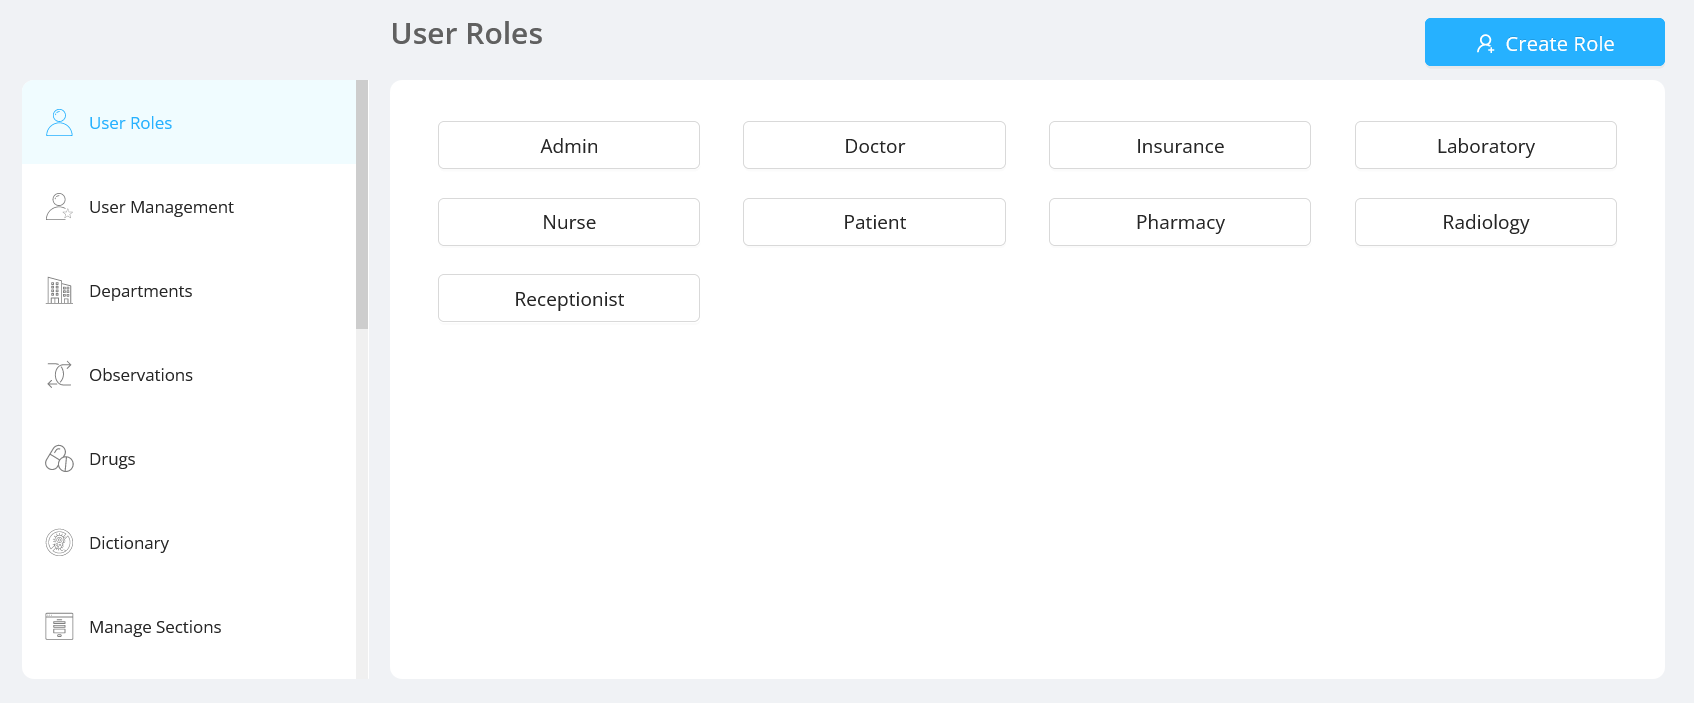 User Roles
Create Role
User Roles
User Management
Departments
Observations
Drugs
Dictionary
Manage Sections
Admin
Doctor
Insurance
Laboratory
Nurse
Patient
Pharmacy
Radiology
Receptionist